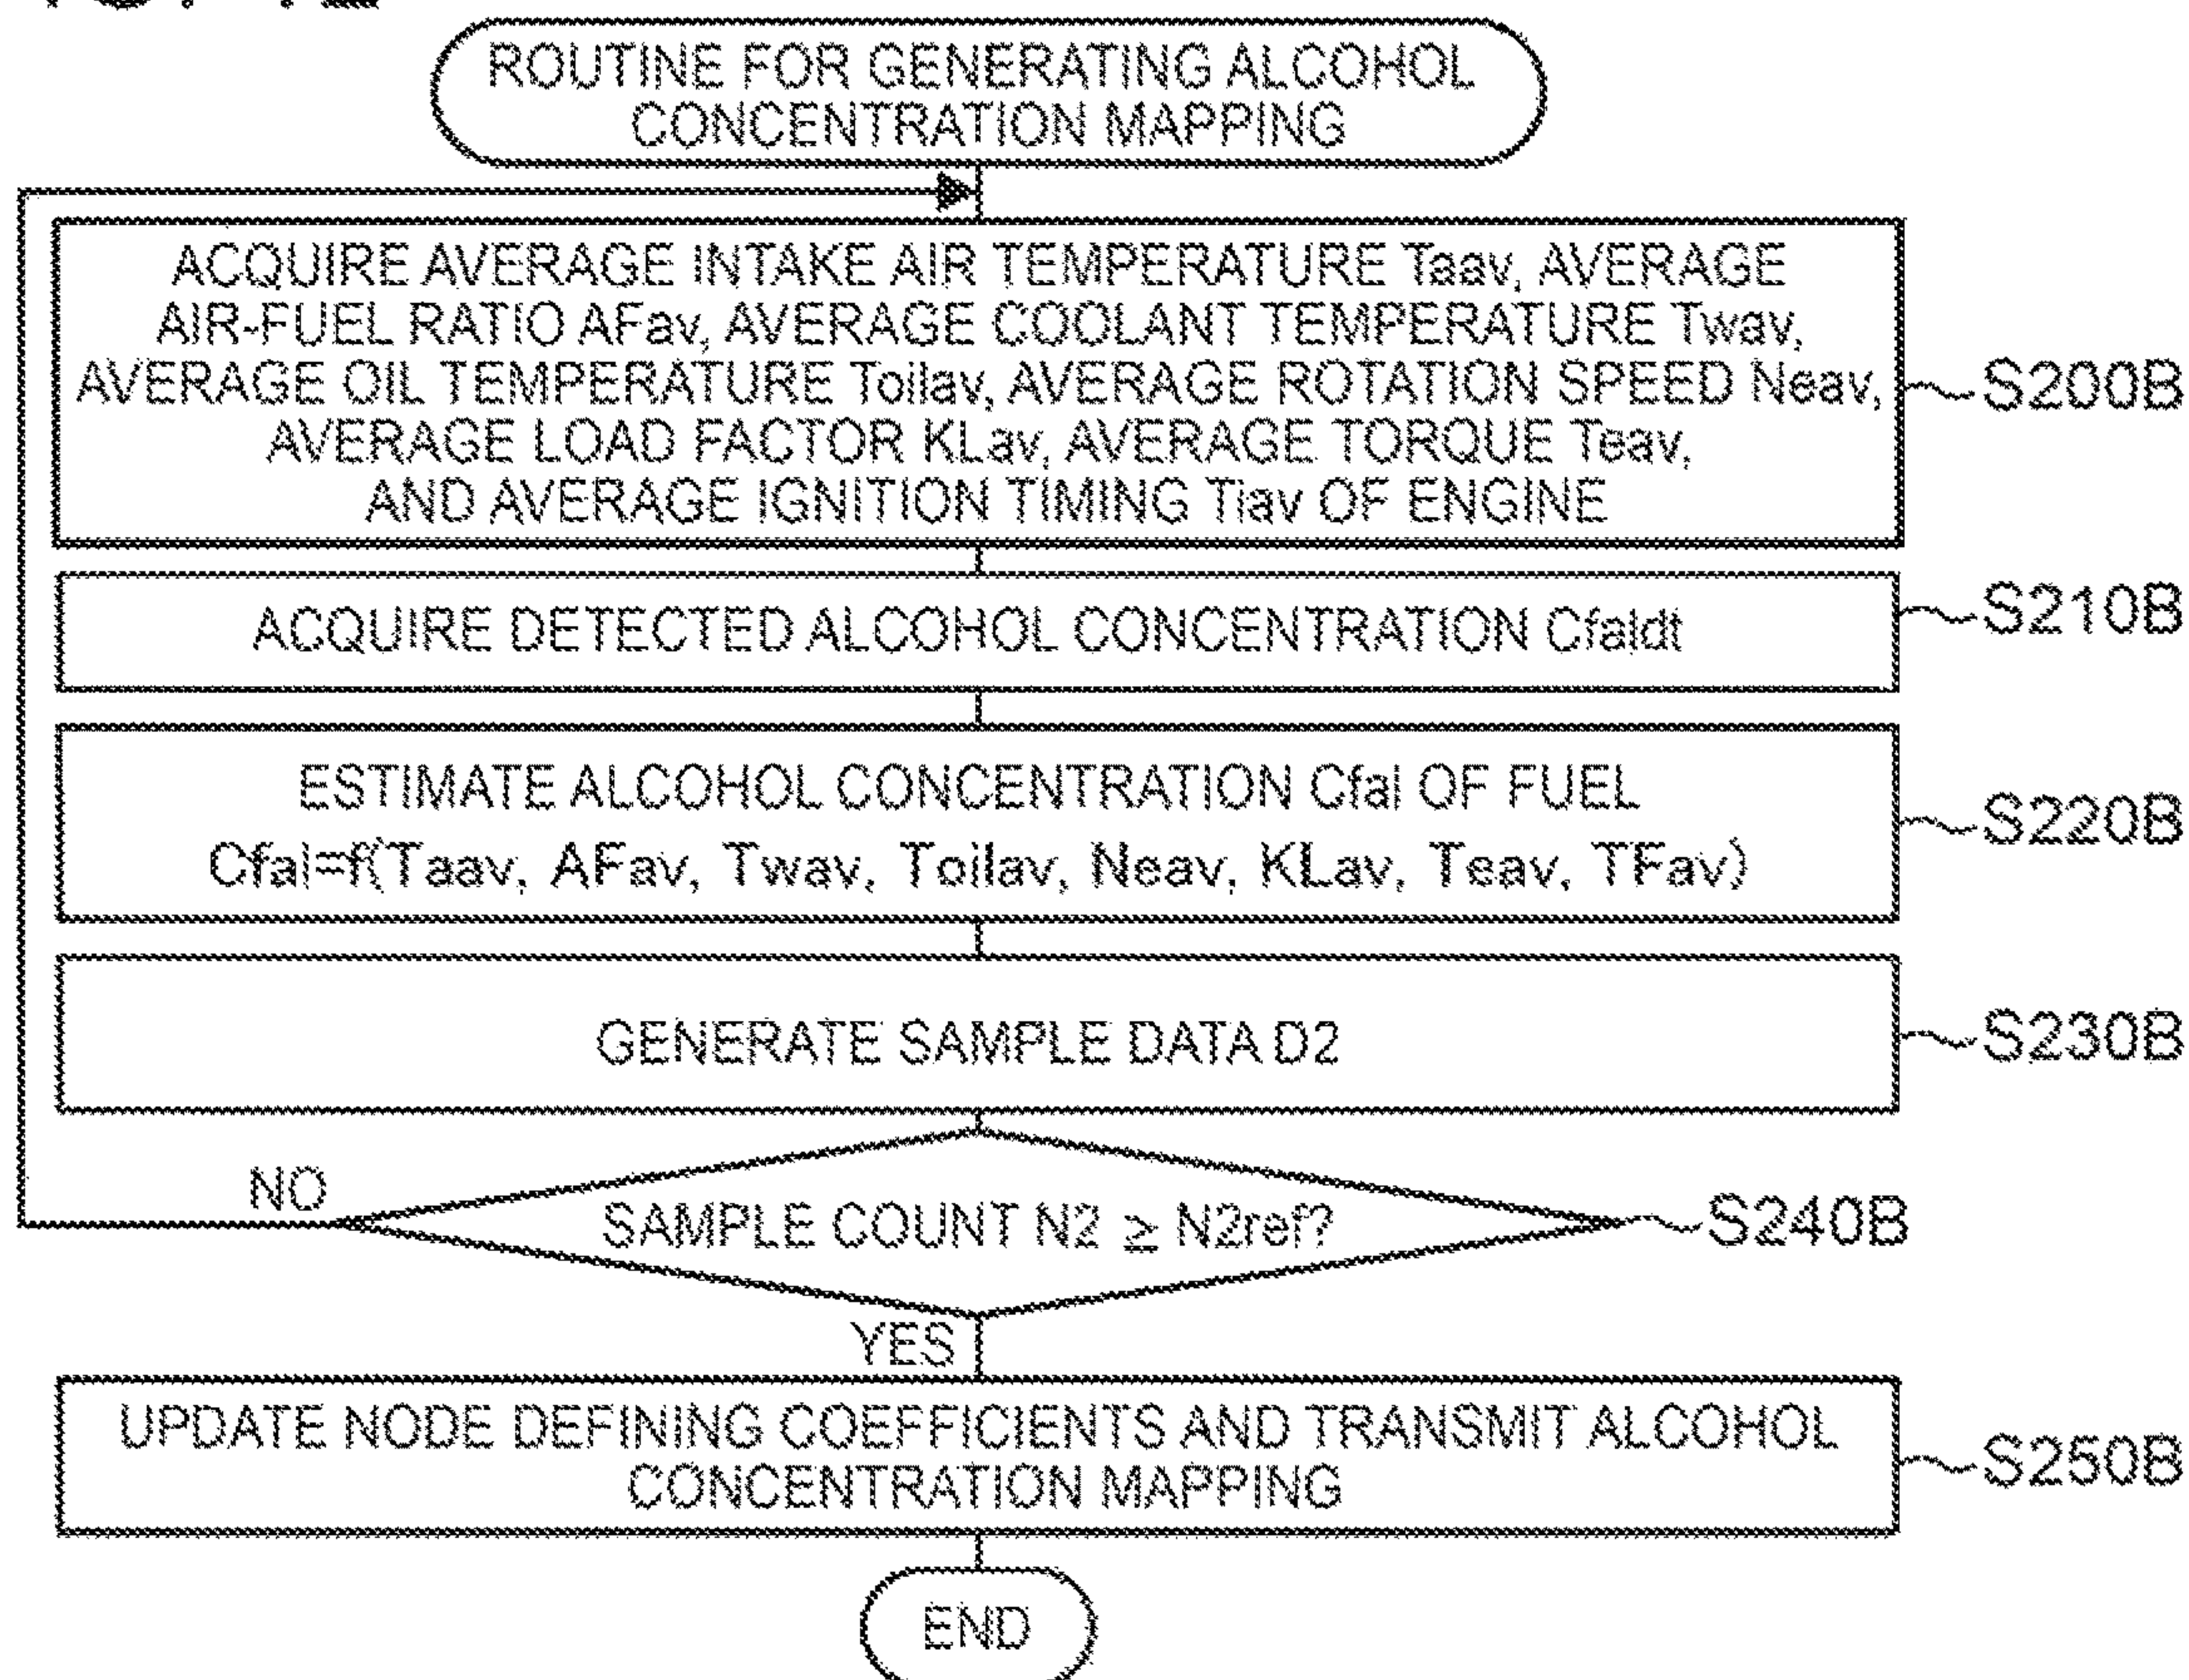 ROUTINE FOR GENERATING ALCOHOL
CONCENTRATION MAPPING
ACQUIRE AVERAGE INTAKE AIR TEMPERATURE Taav, AVERAGE
AIR-FUEL RATIO AFav, AVERAGE COOLANT TEMPERATURE Twav,
AVERAGE OIL TEMPERATURE Toilav, AVERAGE ROTATION SPEED Neav,
AVERAGE LOAD FACTOR KLav, AVERAGE TORQUE Teav,
AND AVERAGE IGNITION TIMING Tiav OF ENGINE
S200B
ACQUIRE DETECTED ALCOHOL CONCENTRATION Cfaldt
S210B
ESTIMATE ALCOHOL CONCENTRATION Cfal OF FUEL
Cfal=f(Taav, AFav, Twav, Toilav, Neav, KLav, Teav, TFav)
S220B
GENERATE SAMPLE DATA D2
S230B
NO
SAMPLE COUNT N2 ≥ N2ref?
S240B
YES
UPDATE NODE DEFINING COEFFICIENTS AND TRANSMIT ALCOHOL
CONCENTRATION MAPPING
S250B
END